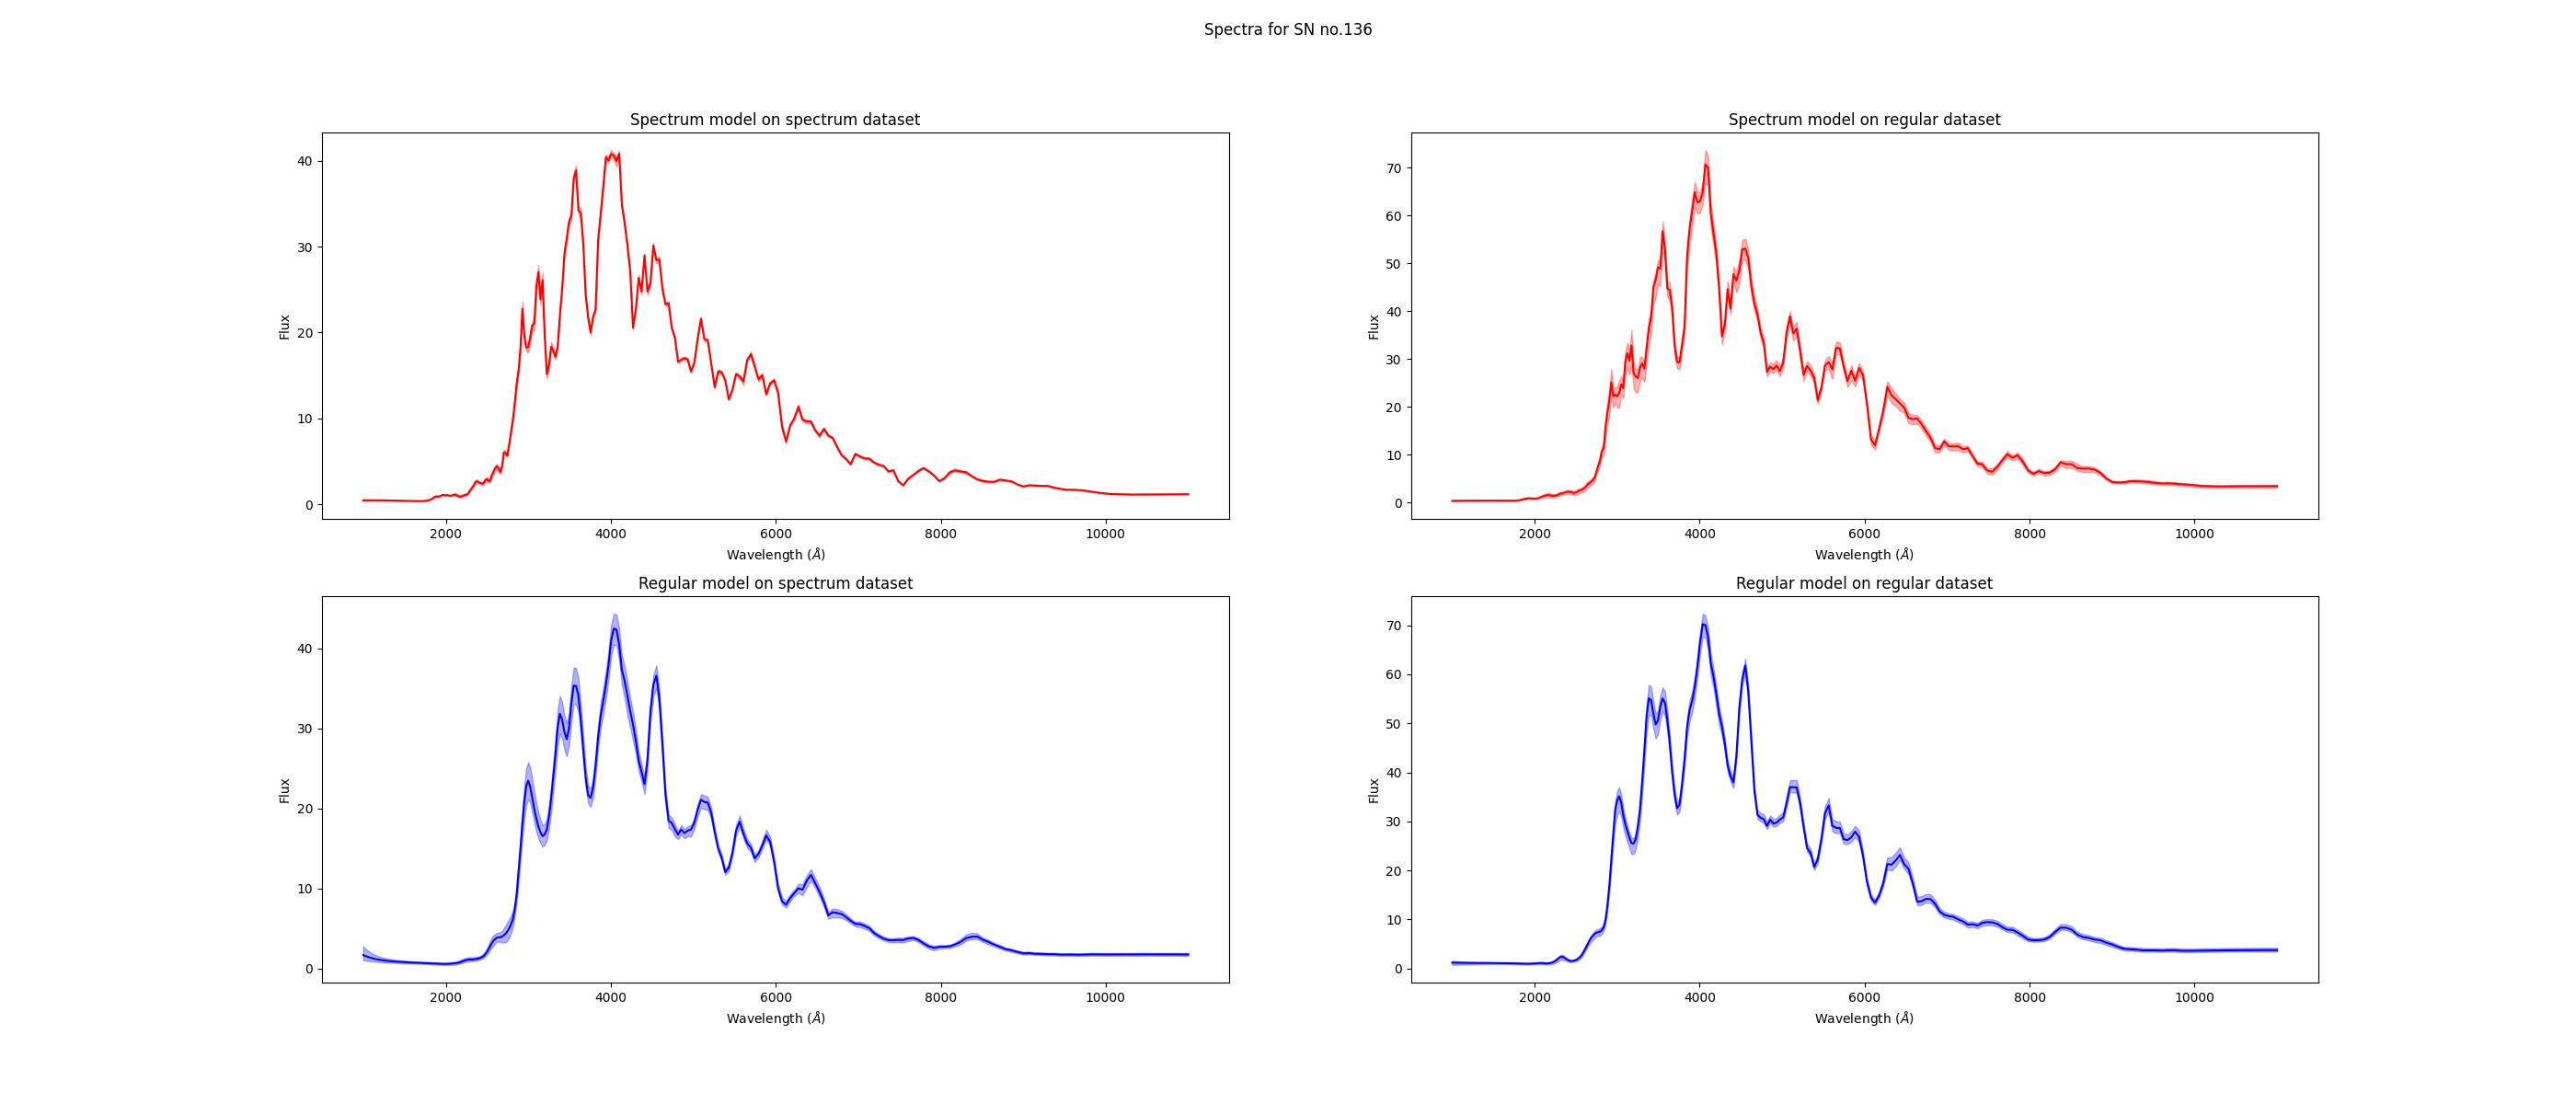 Spectra for SN no.136
Spectrum model on spectrum dataset
40
30
20
10
0
Flux
2000 4000 6000 8000 10000
Wavelength (Å)
Spectrum model on regular dataset
70
60
50
40
30
20
10
0
Flux
2000 4000 6000 8000 10000
Wavelength (Å)
Regular model on spectrum dataset
40
30
20
10
0
Flux
2000 4000 6000 8000 10000
Wavelength (Å)
Regular model on regular dataset
70
60
50
40
30
20
10
0
Flux
2000 4000 6000 8000 10000
Wavelength (Å)